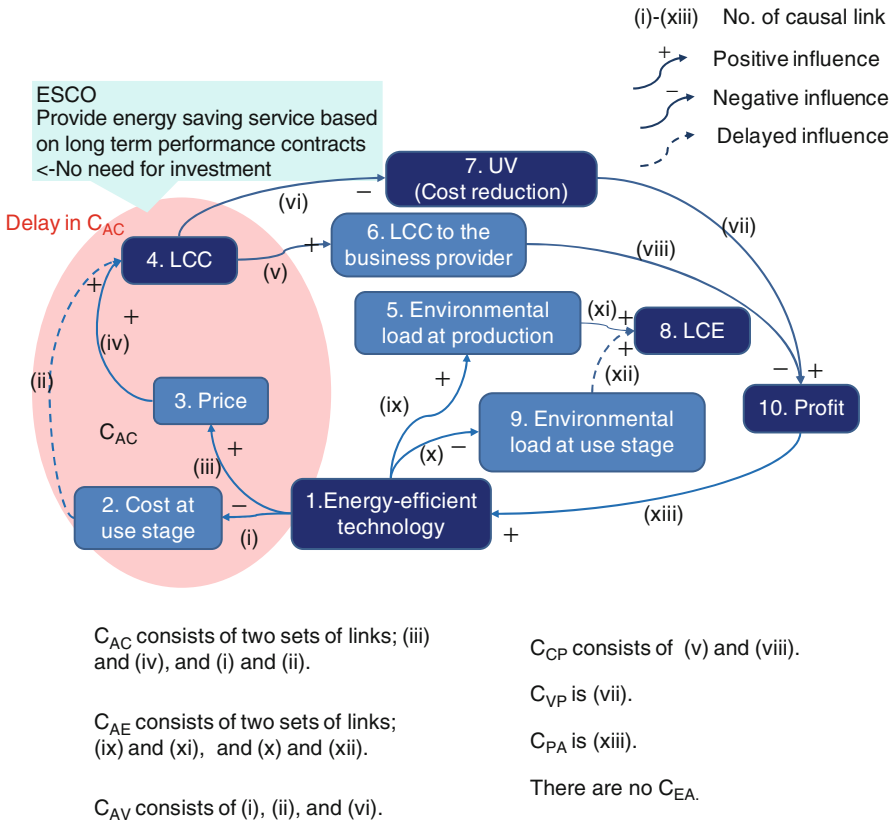 (i)-(xiii) No. of causal link
+
Positive influence
−
Negative influence
Delayed influence
ESCO
Provide energy saving service based
on long term performance contracts
<-No need for investment
7. UV
(Cost reduction)
−
(vi)
(vii)
Delay in CAC
4. LCC
+
(v)
6. LCC to the
business provider
(viii)
+
+
(iv)
(ii)
5. Environmental
load at production
(xi)
+
+
8. LCE
(xii)
+
(ix)
− +
10. Profit
3. Price
CAC
+
(iii)
9. Environmental
load at use stage
(x)
−
2. Cost at
use stage
−
(i)
1.Energy-efficient
technology
+
(xiii)
CAC consists of two sets of links; (iii)
and (iv), and (i) and (ii).
CAE consists of two sets of links;
(ix) and (xi), and (x) and (xii).
CAV consists of (i), (ii), and (vi).
CCP consists of (v) and (viii).
CVP is (vii).
CPA is (xiii).
There are no CEA.